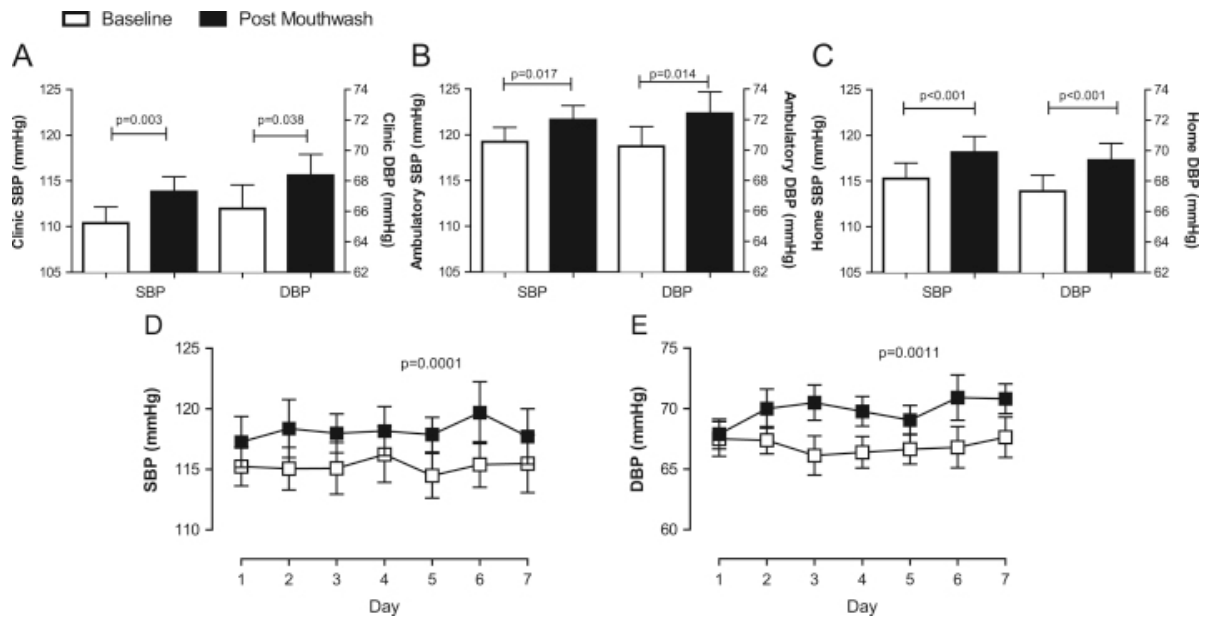 Baseline Post Mouthwash
A
Clinic SBP (mmHg)
125
120
115
110
105
p=0.003
p=0.038
SBP DBP
74
72
70
68
66
64
62
Clinic DBP (mmHg)
B
Ambulatory SBP (mmHg)
125
120
115
110
105
p=0.017
p=0.014
SBP DBP
74
72
70
68
66
64
62
Ambulatory DBP (mmHg)
C
Home SBP (mmHg)
125
120
115
110
105
p<0.001
p<0.001
SBP DBP
74
72
70
68
66
64
62
Home DBP (mmHg)
D
SBP (mmHg)
125
120
115
110
p=0.0001
1 2 3 4 5 6 7
Day
E
DBP (mmHg)
75
70
65
60
p=0.0011
1 2 3 4 5 6 7
Day